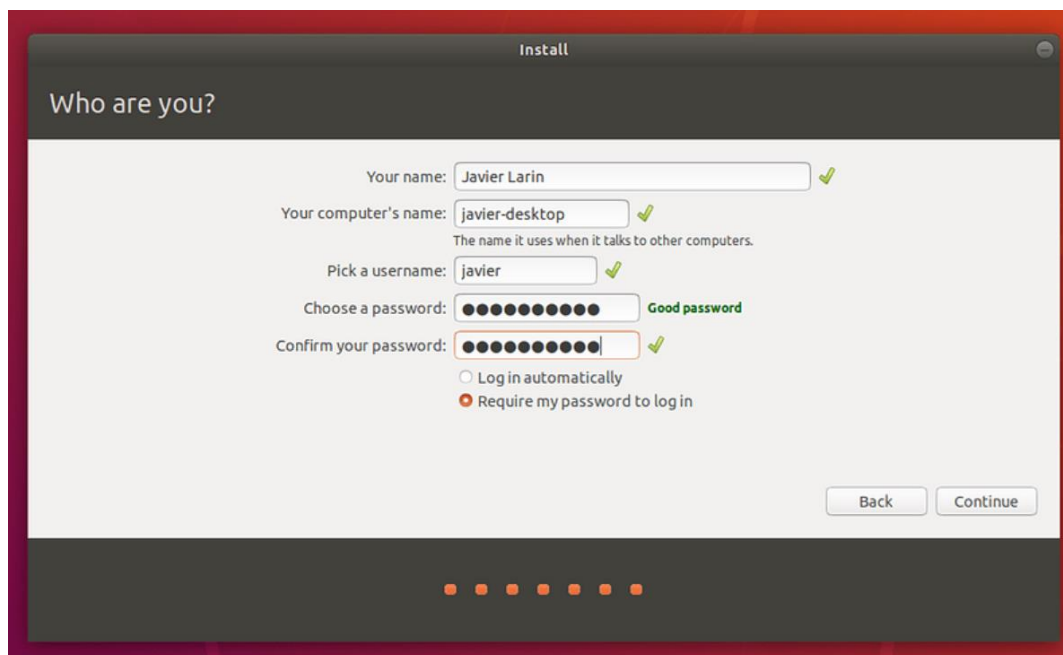 Install
Who are you?
Your name: Javier Larin
Your computer's name: javier-desktop
The name it uses when it talks to other computers.
Pick a username: javier
Choose a password: ●●●●●●●●●● Good password
Confirm your password: ●●●●●●●●●●
Log in automatically
Require my password to log in
Back Continue